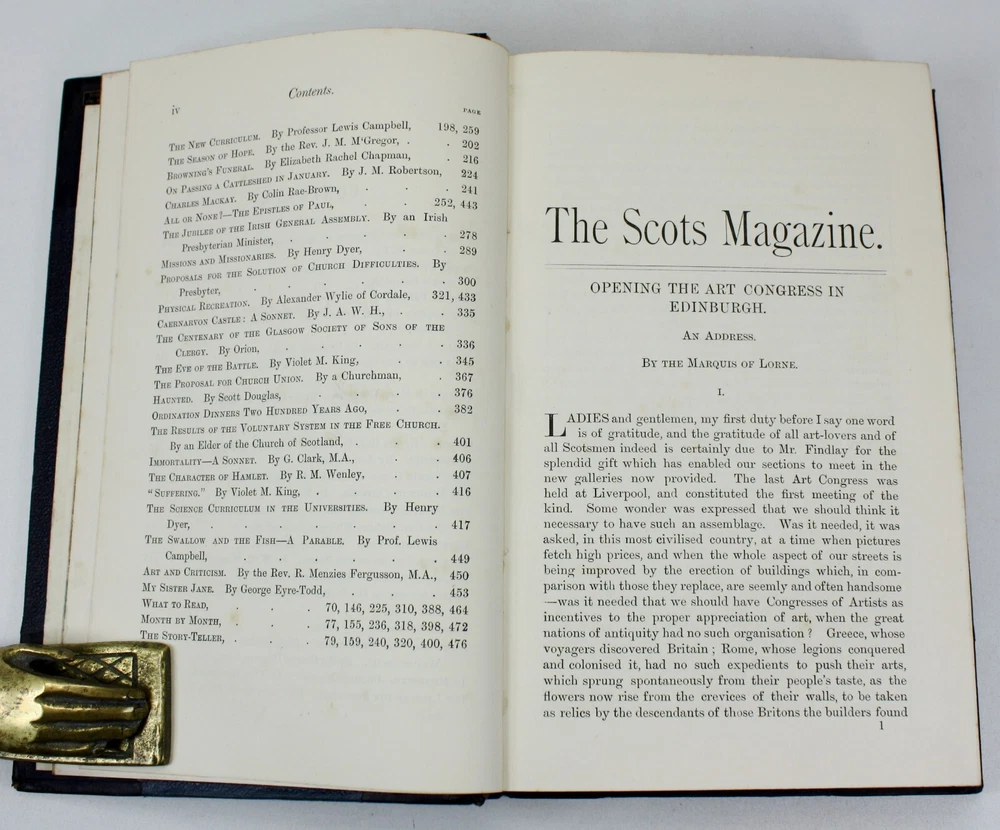 Contents.
iv
PAGE
The New Curriculum. By Professor Lewis Campbell, 198, 259
The Season of Hope. By the Rev. J. M. M'Gregor, . . 202
Browning's Funeral. By Elizabeth Rachel Chapman, . 216
On Passing a Cattleshed in January. By J. M. Robertson, 224
Charles Mackay. By Colin Rae-Brown, . . . 241
All or None?—The Epistles of Paul, . . 252, 443
The Jubilee of the Irish General Assembly. By an Irish
Presbyterian Minister, . . . . . 278
Missions and Missionaries. By Henry Dyer, . . 289
Proposals for the Solution of Church Difficulties. By
Presbyter, . . . . . . 300
Physical Recreation. By Alexander Wylie of Cordale, 321, 433
Caernarvon Castle: A Sonnet. By J. A. W. H., . . 335
The Centenary of the Glasgow Society of Sons of the
Clergy. By Orion, . . . . . 336
The Eve of the Battle. By Violet M. King, . . 345
The Proposal for Church Union. By a Churchman, . 367
Haunted. By Scott Douglas, . . . . 376
Ordination Dinners Two Hundred Years Ago, . . 382
The Results of the Voluntary System in the Free Church.
By an Elder of the Church of Scotland, . . . 401
Immortality—A Sonnet. By G. Clark, M.A., . . 406
The Character of Hamlet. By R. M. Wenley, . . 407
"Suffering." By Violet M. King, . . . . 416
The Science Curriculum in the Universities. By Henry
Dyer, . . . . . . . 417
The Swallow and the Fish—A Parable. By Prof. Lewis
Campbell, . . . . . . 449
Art and Criticism. By the Rev. R. Menzies Fergusson, M.A., 450
My Sister Jane. By George Eyre-Todd, . . . 453
What to Read, . . . 70, 146, 225, 310, 388, 464
Month by Month, . . . 77, 155, 236, 318, 398, 472
The Story-Teller, . . . 79, 159, 240, 320, 400, 476
The Scots Magazine.
OPENING THE ART CONGRESS IN
EDINBURGH.
An Address.
By the Marquis of Lorne.
I.
LADIES and gentlemen, my first duty before I say one word
is of gratitude, and the gratitude of all art-lovers and of
all Scotsmen indeed is certainly due to Mr. Findlay for the
splendid gift which has enabled our sections to meet in the
new galleries now provided. The last Art Congress was
held at Liverpool, and constituted the first meeting of the
kind. Some wonder was expressed that we should think it
necessary to have such an assemblage. Was it needed, it was
asked, in this most civilised country, at a time when pictures
fetch high prices, and when the whole aspect of our streets is
being improved by the erection of buildings which, in com-
parison with those they replace, are seemly and often handsome
—was it needed that we should have Congresses of Artists as
incentives to the proper appreciation of art, when the great
nations of antiquity had no such organisation? Greece, whose
voyagers discovered Britain; Rome, whose legions conquered
and colonised it, had no such expedients to push their arts,
which sprung spontaneously from their people's taste, as the
flowers now rise from the crevices of their walls, to be taken
as relics by the descendants of those Britons the builders found
1